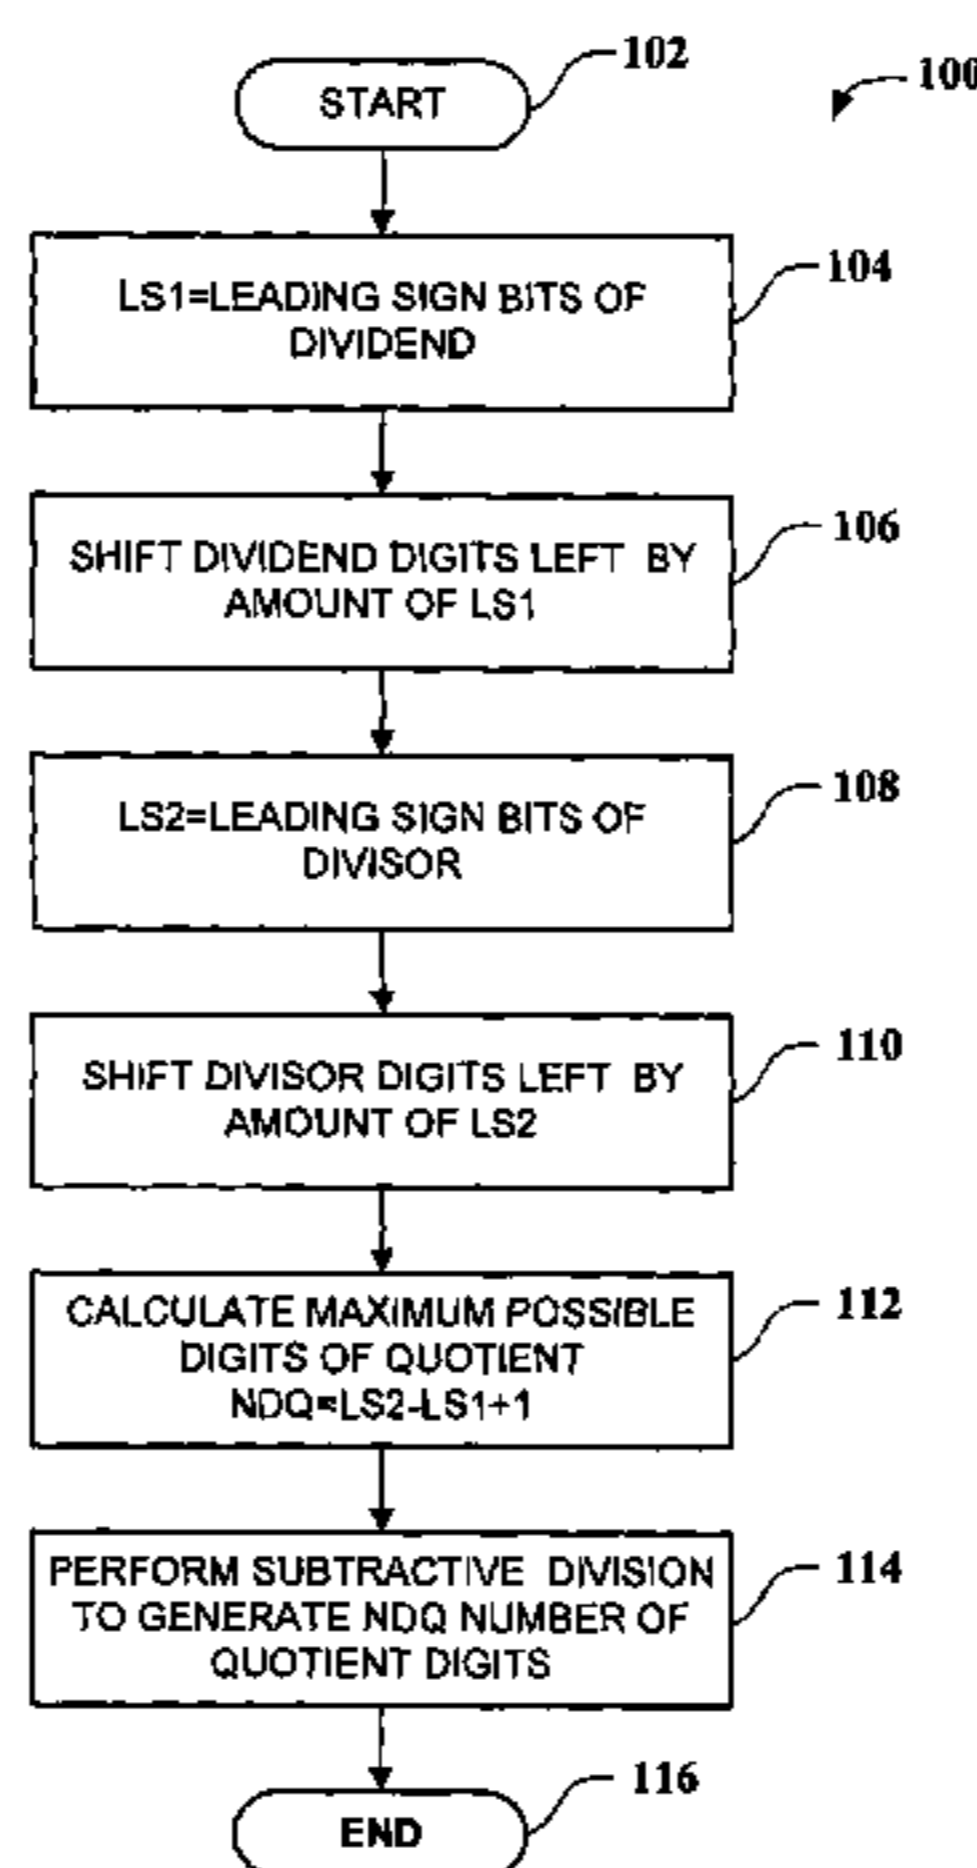 102
100
START
104
LS1=LEADING SIGN BITS OF
DIVIDEND
106
SHIFT DIVIDEND DIGITS LEFT BY
AMOUNT OF LS1
108
LS2=LEADING SIGN BITS OF
DIVISOR
110
SHIFT DIVISOR DIGITS LEFT BY
AMOUNT OF LS2
112
CALCULATE MAXIMUM POSSIBLE
DIGITS OF QUOTIENT
NDQ=LS2-LS1+1
114
PERFORM SUBTRACTIVE DIVISION
TO GENERATE NDQ NUMBER OF
QUOTIENT DIGITS
116
END